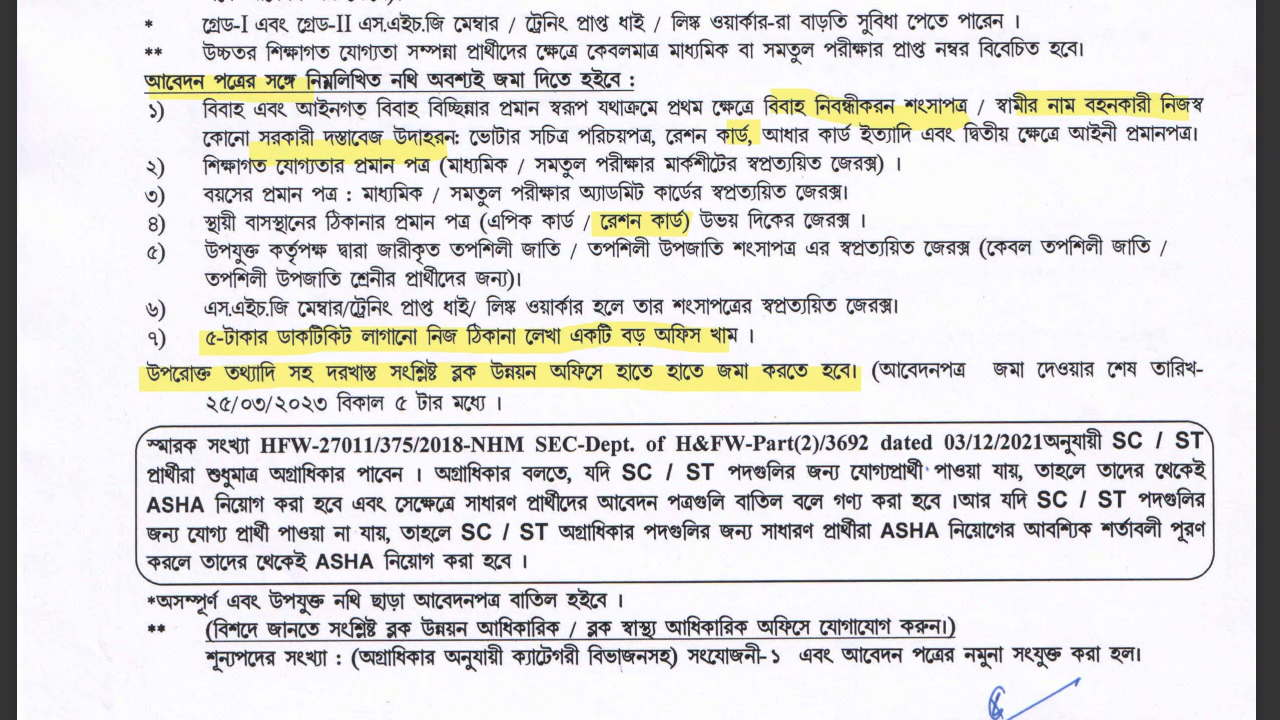 * গ্রেড-I এবং গ্রেড-II এস.এইচ.জি মেম্বার / ট্রেনিং প্রাপ্ত ধাই / লিঙ্ক ওয়ার্কার-রা বাড়তি সুবিধা পেতে পারেন ।
** উচ্চতর শিক্ষাগত যোগ্যতা সম্পন্না প্রার্থীদের ক্ষেত্রে কেবলমাত্র মাধ্যমিক বা সমতুল পরীক্ষার প্রাপ্ত নম্বর বিবেচিত হবে।
আবেদন পত্রের সঙ্গে নিম্নলিখিত নথি অবশ্যই জমা দিতে হইবে :
১) বিবাহ এবং আইনগত বিবাহ বিচ্ছিন্নার প্রমান স্বরূপ যথাক্রমে প্রথম ক্ষেত্রে বিবাহ নিবন্ধীকরন শংসাপত্র / স্বামীর নাম বহনকারী নিজস্ব
কোনো সরকারী দস্তাবেজ উদাহরন: ভোটার সচিত্র পরিচয়পত্র, রেশন কার্ড, আধার কার্ড ইত্যাদি এবং দ্বিতীয় ক্ষেত্রে আইনী প্রমানপত্র।
২) শিক্ষাগত যোগ্যতার প্রমান পত্র (মাধ্যমিক / সমতুল পরীক্ষার মার্কশীটের স্বপ্রত্যয়িত জেরক্স) ।
৩) বয়সের প্রমান পত্র : মাধ্যমিক / সমতুল পরীক্ষার অ্যাডমিট কার্ডের স্বপ্রত্যয়িত জেরক্স।
৪) স্থায়ী বাসস্থানের ঠিকানার প্রমান পত্র (এপিক কার্ড / রেশন কার্ড) উভয় দিকের জেরক্স ।
৫) উপযুক্ত কর্তৃপক্ষ দ্বারা জারীকৃত তপশিলী জাতি / তপশিলী উপজাতি শংসাপত্র এর স্বপ্রত্যয়িত জেরক্স (কেবল তপশিলী জাতি /
তপশিলী উপজাতি শ্রেনীর প্রার্থীদের জন্য)।
৬) এস.এইচ.জি মেম্বার/ট্রেনিং প্রাপ্ত ধাই/ লিঙ্ক ওয়ার্কার হলে তার শংসাপত্রের স্বপ্রত্যয়িত জেরক্স।
৭) ৫-টাকার ডাকটিকিট লাগানো নিজ ঠিকানা লেখা একটি বড় অফিস খাম ।
উপরোক্ত তথ্যাদি সহ দরখাস্ত সংশ্লিষ্ট ব্লক উন্নয়ন অফিসে হাতে হাতে জমা করতে হবে। (আবেদনপত্র জমা দেওয়ার শেষ তারিখ-
২৫/০৩/২০২৩ বিকাল ৫ টার মধ্যে ।
স্মারক সংখ্যা HFW-27011/375/2018-NHM SEC-Dept. of H&FW-Part(2)/3692 dated 03/12/2021অনুযায়ী SC / ST
প্রার্থীরা শুধুমাত্র অগ্রাধিকার পাবেন । অগ্রাধিকার বলতে, যদি SC / ST পদগুলির জন্য যোগ্যপ্রার্থী পাওয়া যায়, তাহলে তাদের থেকেই
ASHA নিয়োগ করা হবে এবং সেক্ষেত্রে সাধারণ প্রার্থীদের আবেদন পত্রগুলি বাতিল বলে গণ্য করা হবে ।আর যদি SC / ST পদগুলির
জন্য যোগ্য প্রার্থী পাওয়া না যায়, তাহলে SC / ST অগ্রাধিকার পদগুলির জন্য সাধারণ প্রার্থীরা ASHA নিয়োগের আবশ্যিক শর্তাবলী পূরণ
করলে তাদের থেকেই ASHA নিয়োগ করা হবে ।
*অসম্পূর্ণ এবং উপযুক্ত নথি ছাড়া আবেদনপত্র বাতিল হইবে ।
** (বিশদে জানতে সংশ্লিষ্ট ব্লক উন্নয়ন আধিকারিক / ব্লক স্বাস্থ্য আধিকারিক অফিসে যোগাযোগ করুন।)
শূন্যপদের সংখ্যা : (অগ্রাধিকার অনুযায়ী ক্যাটেগরী বিভাজনসহ) সংযোজনী-১ এবং আবেদন পত্রের নমুনা সংযুক্ত করা হল।